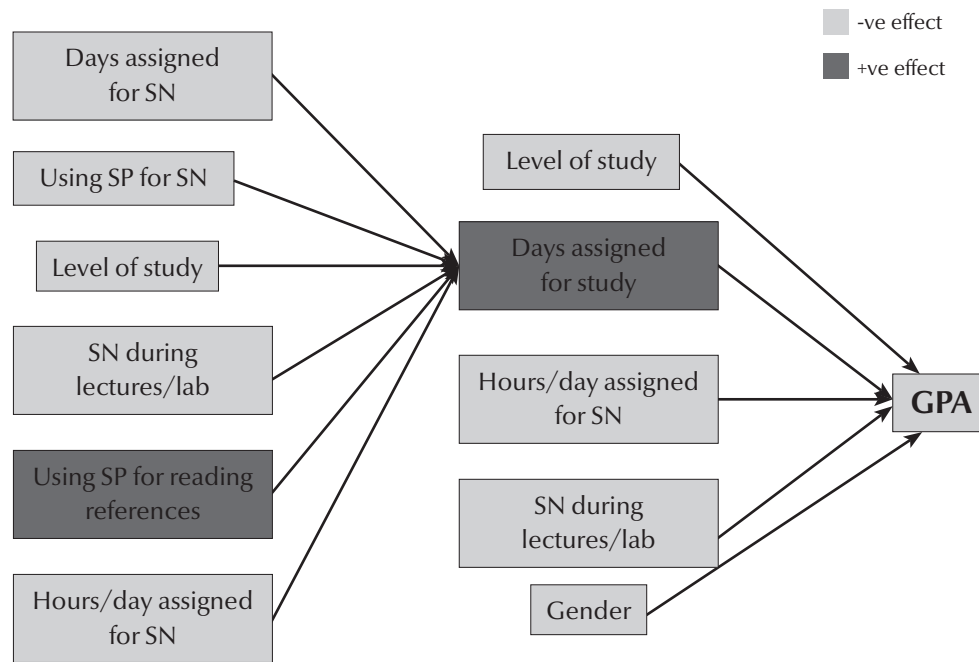 -ve effect
+ve effect
Days assigned
for SN
Using SP for SN
Level of study
SN during
lectures/lab
Using SP for reading
references
Hours/day assigned
for SN
Level of study
Days assigned
for study
Hours/day assigned
for SN
SN during
lectures/lab
Gender
GPA